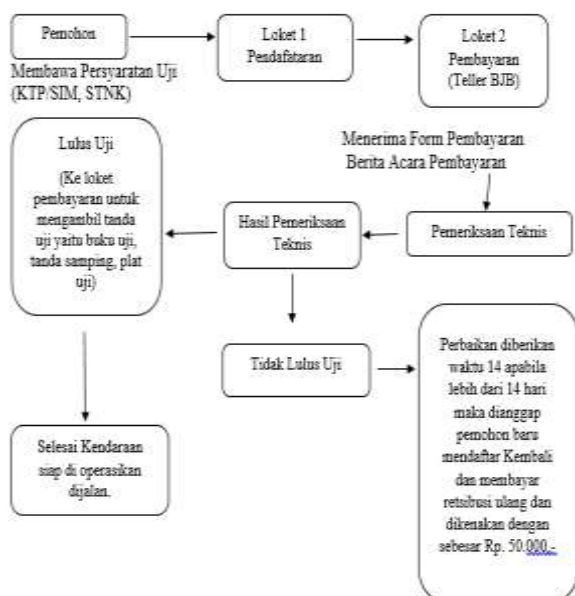 Pemohon
Membawa Persyaratan Uji
(KTP/SIM, STNK)
Loket 1
Pendafataran
Loket 2
Pembayaran
(Teller BJB)
Menerima Form Pembayaran
Berita Acara Pembayaran
Pemeriksaan Teknis
Hasil Pemeriksaan
Teknis
Lulus Uji
(Ke loket
pembayaran untuk
mengambil tanda
uji yaitu buku uji,
tanda samping, plat
uji)
Selesai Kendaraan
siap di operasikan
dijalan.
Tidak Lulus Uji
Perbaikan diberikan
waktu 14 apabila
lebih dari 14 hari
maka dianggap
pemohon baru
mendaftar Kembali
dan membayar
retsibusi ulang dan
dikenakan dengan
sebesar Rp. 50.000,-